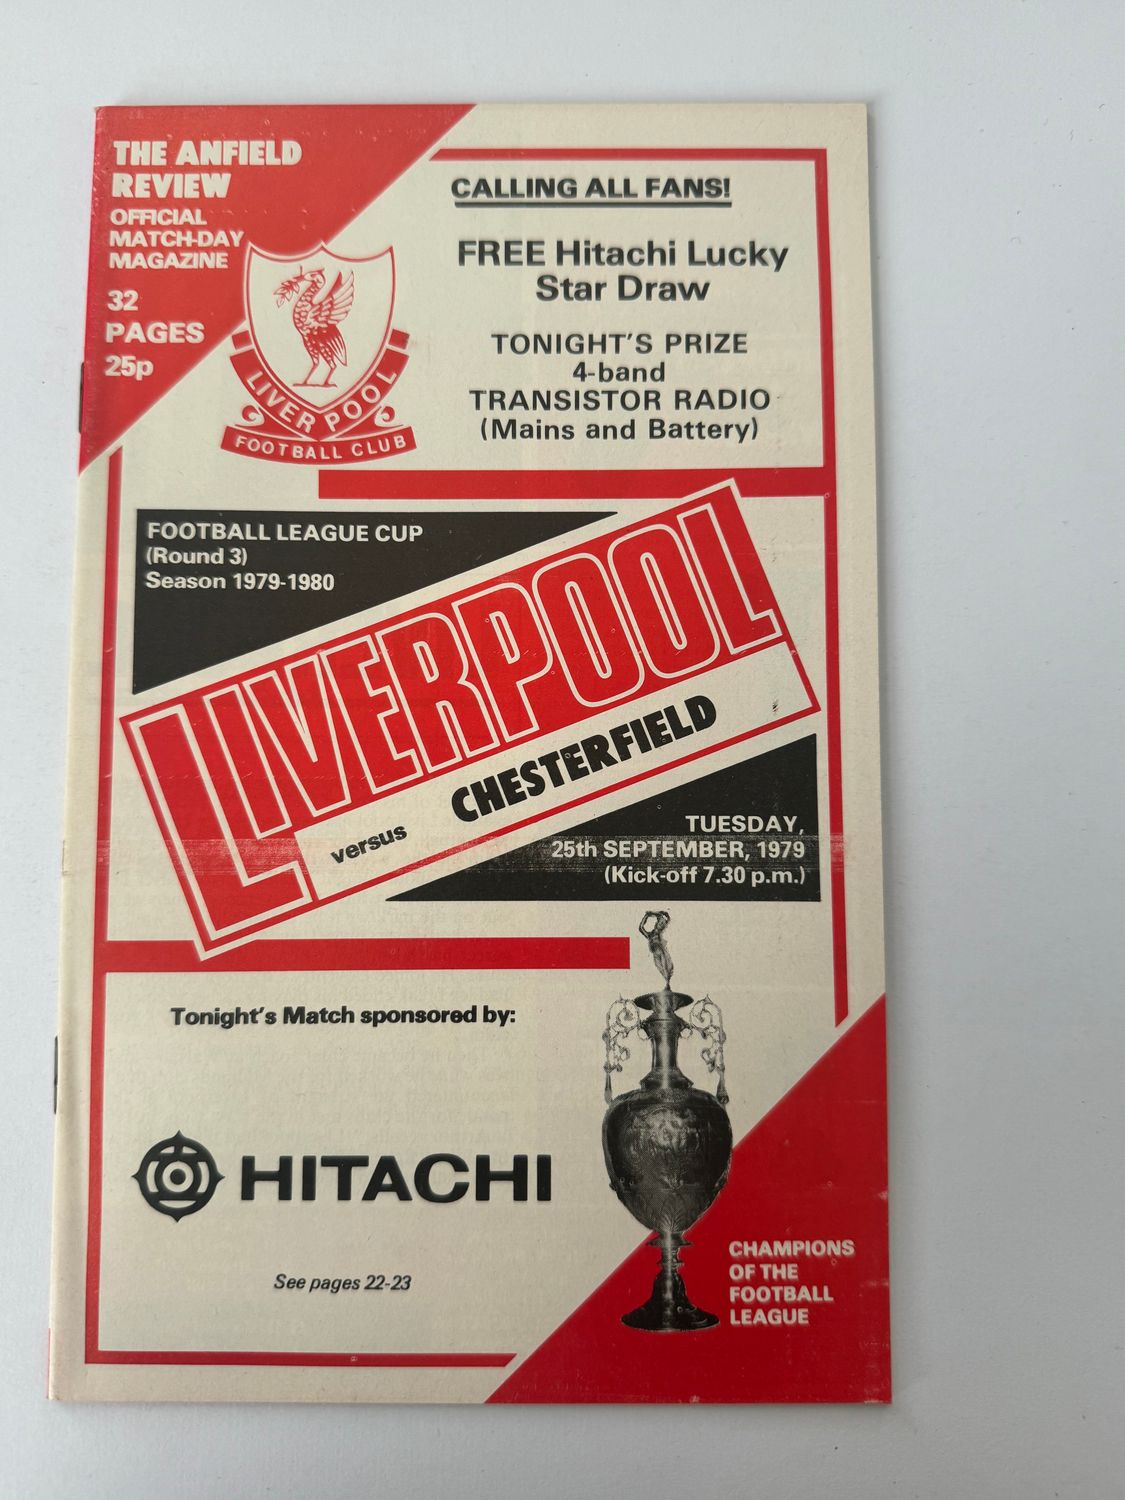 THE ANFIELD
REVIEW
OFFICIAL
MATCH-DAY
MAGAZINE
32
PAGES
25p
LIVERPOOL
FOOTBALL CLUB
CALLING ALL FANS!
FREE Hitachi Lucky
Star Draw
TONIGHT'S PRIZE
4-band
TRANSISTOR RADIO
(Mains and Battery)
FOOTBALL LEAGUE CUP
(Round 3)
Season 1979-1980
LIVERPOOL
versus CHESTERFIELD
TUESDAY,
25th SEPTEMBER, 1979
(Kick-off 7.30 p.m.)
Tonight's Match sponsored by:
HITACHI
See pages 22-23
CHAMPIONS
OF THE
FOOTBALL
LEAGUE